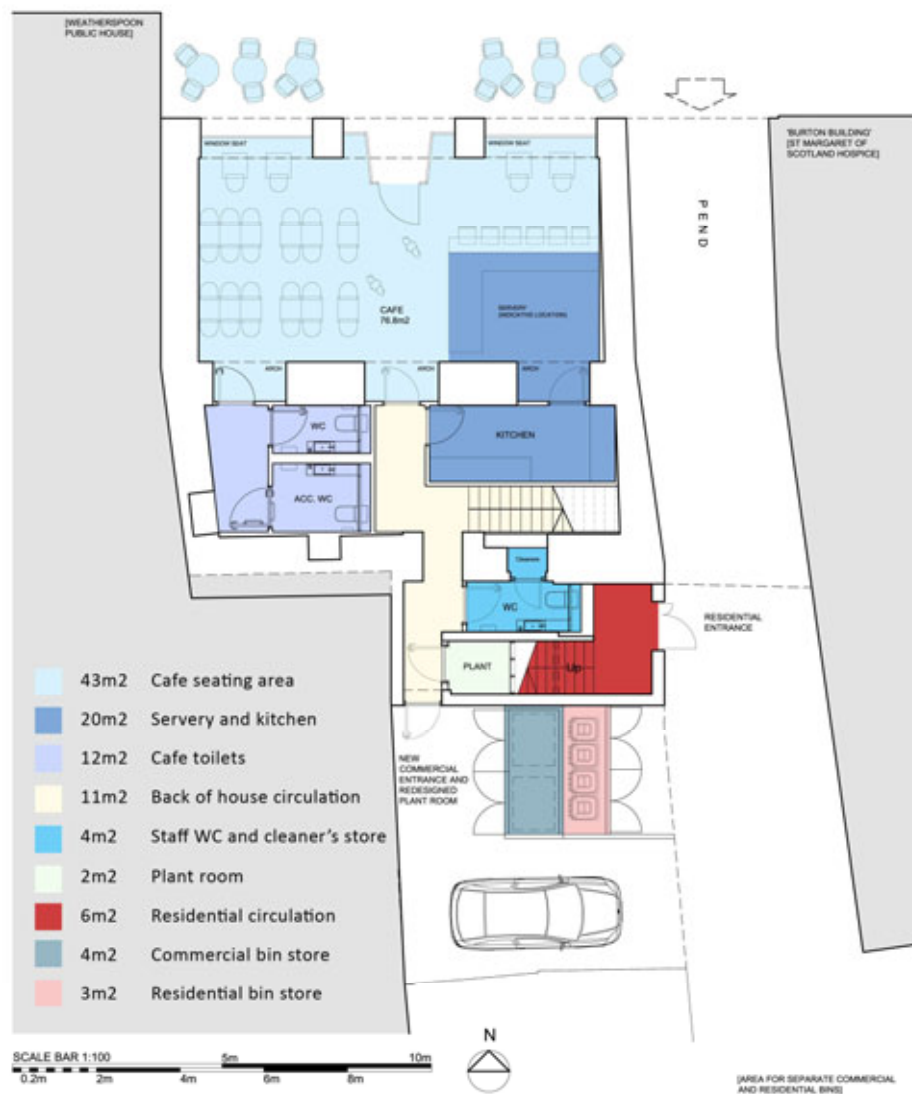 [WEATHERSPOON
PUBLIC HOUSE]
'BURTON BUILDING'
[ST MARGARET OF
SCOTLAND HOSPICE]
WINDOW SEAT
WINDOW SEAT
PEND
CAFE
76.8m2
SERVERY
(INDICATIVE LOCATION)
ARCH
ARCH
ARCH
WC
KITCHEN
ACC. WC
Cleaners
WC
RESIDENTIAL
ENTRANCE
PLANT
Up
43m2 Cafe seating area
20m2 Servery and kitchen
12m2 Cafe toilets
11m2 Back of house circulation
4m2 Staff WC and cleaner's store
2m2 Plant room
6m2 Residential circulation
4m2 Commercial bin store
3m2 Residential bin store
NEW
COMMERCIAL
ENTRANCE AND
REDESIGNED
PLANT ROOM
N
SCALE BAR 1:100
5m
10m
0.2m
2m
4m
6m
8m
[AREA FOR SEPARATE COMMERCIAL
AND RESIDENTIAL BINS]